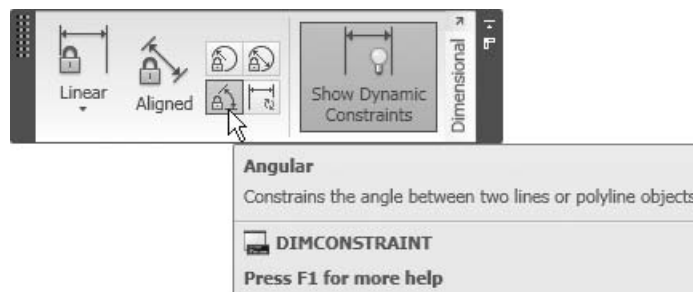 Linear
Aligned
Show Dynamic
Constraints
Dimensional
Angular
Constrains the angle between two lines or polyline objects
DIMCONSTRAINT
Press F1 for more help